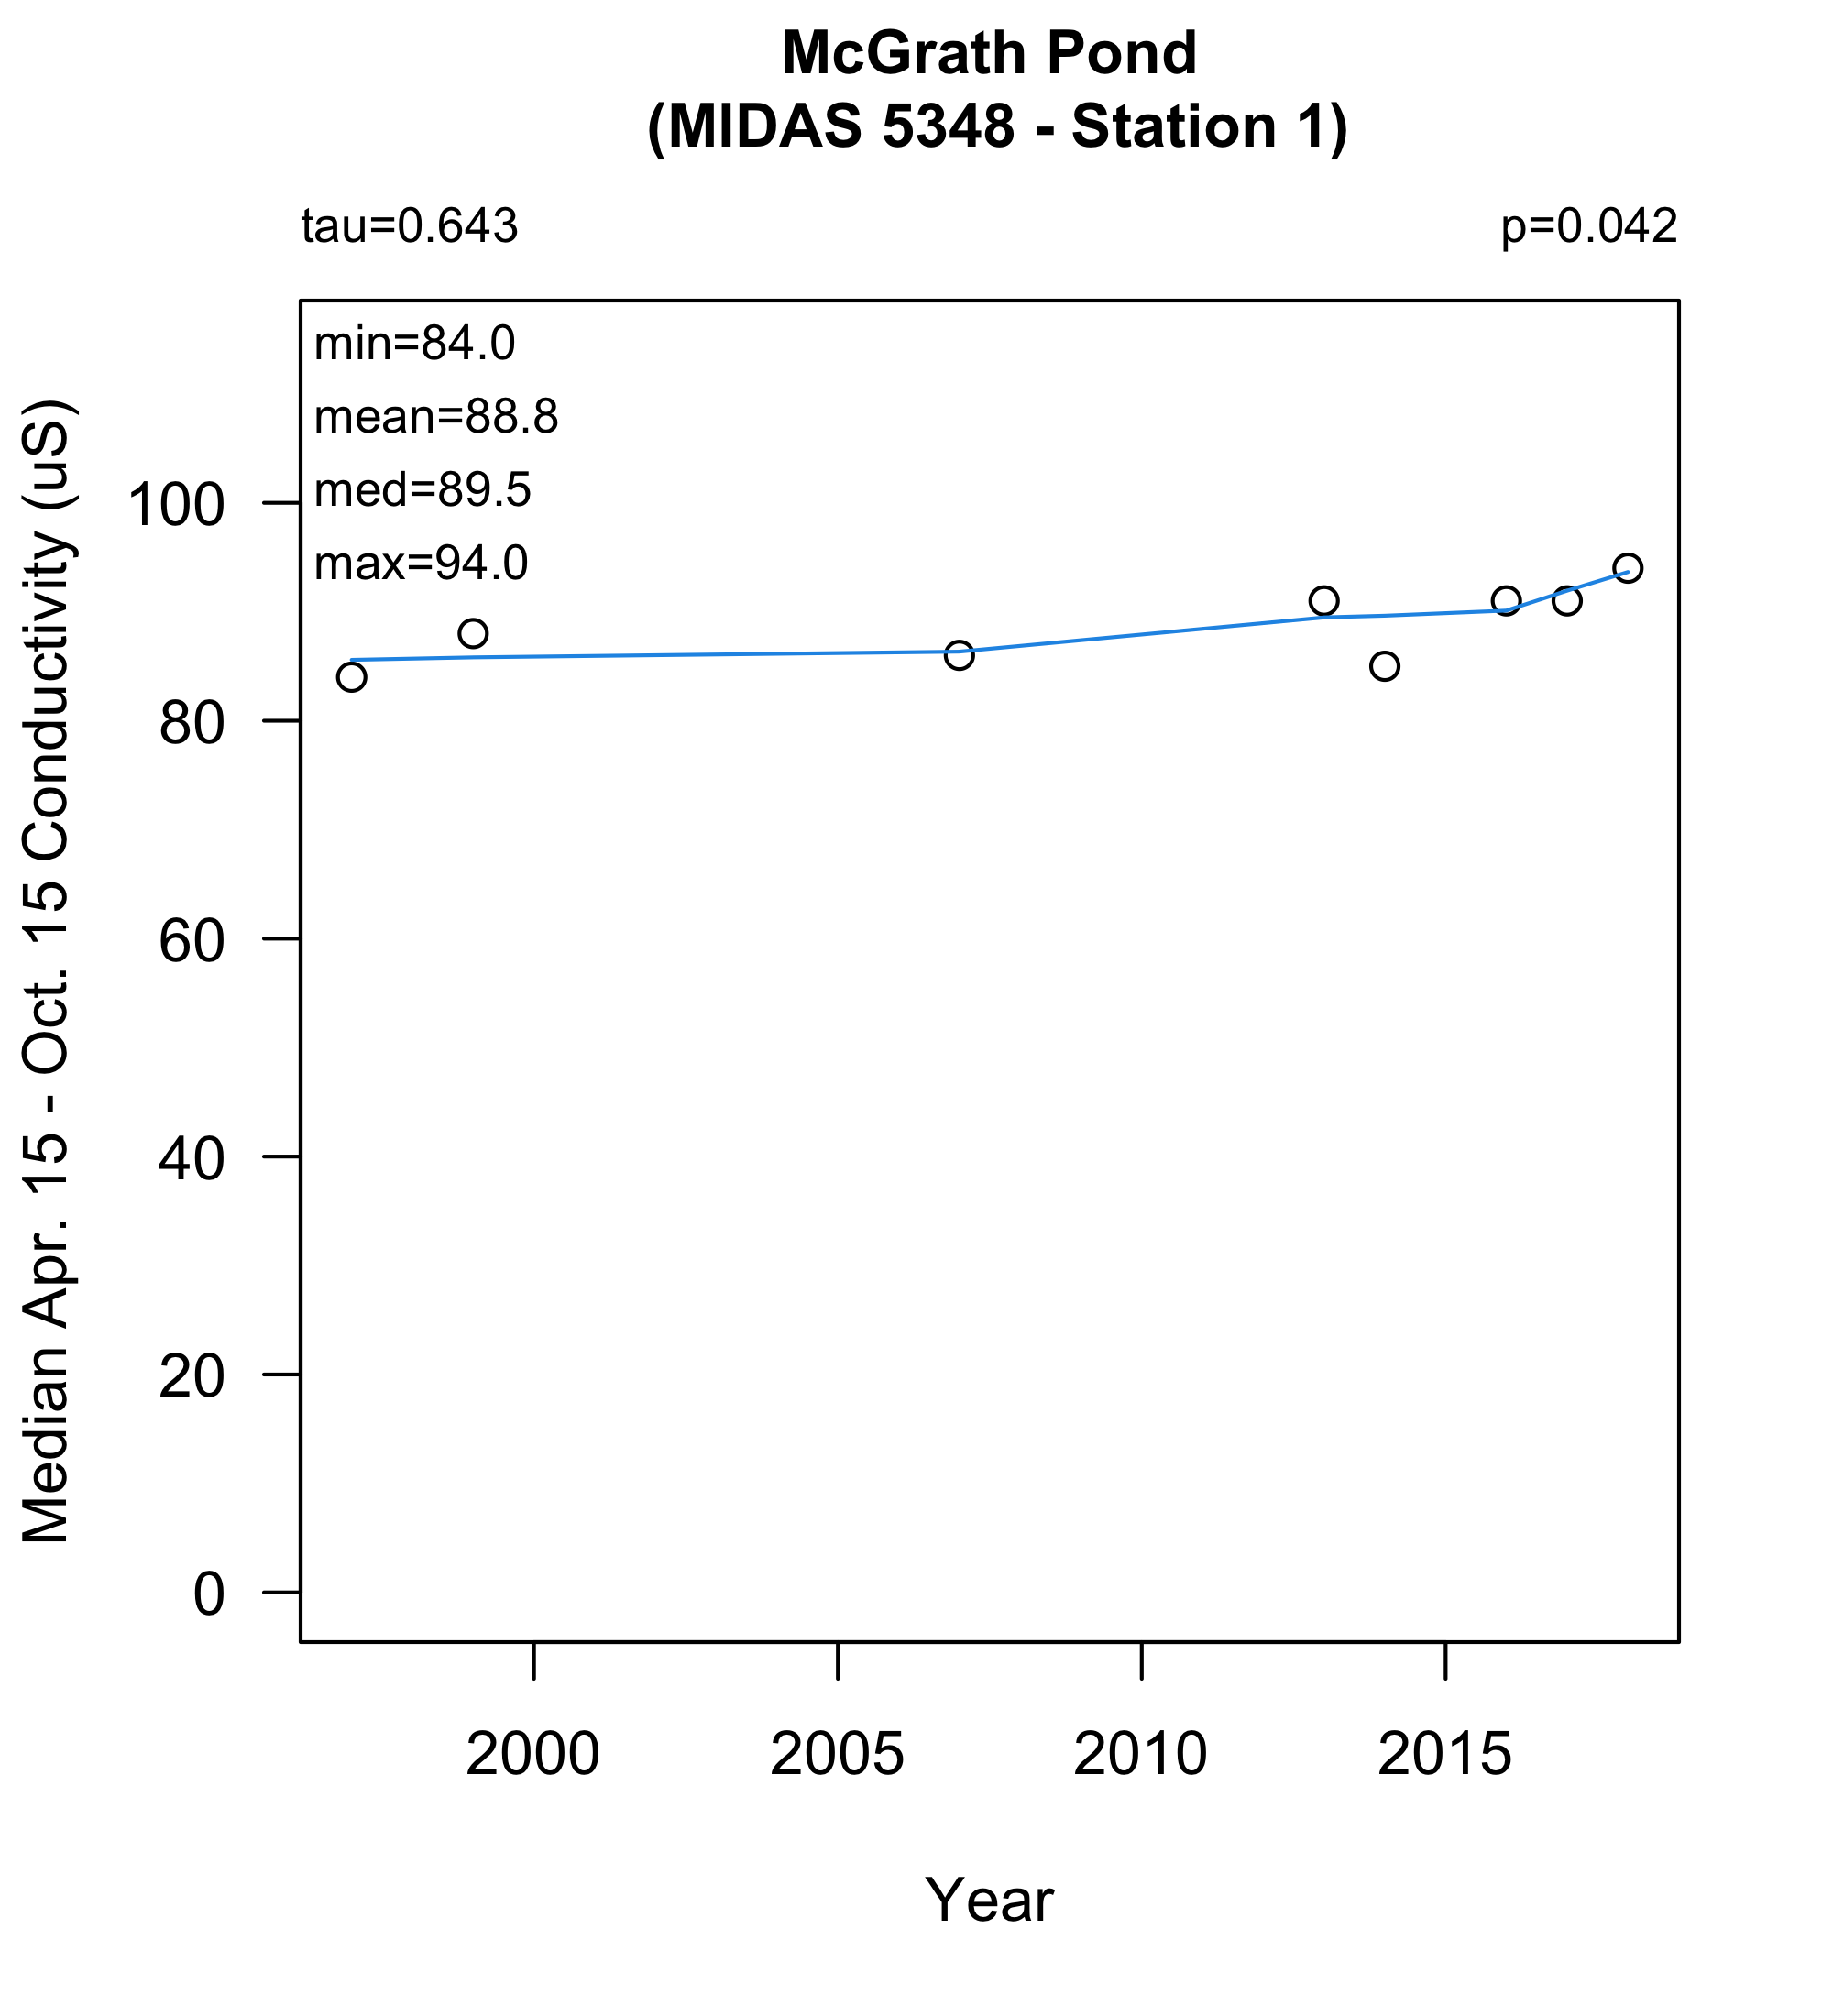 McGrath Pond
(MIDAS 5348 - Station 1)
tau=0.643
p=0.042
min=84.0
mean=88.8
med=89.5
max=94.0
Median Apr. 15 - Oct. 15 Conductivity (uS)
100
80
60
40
20
0
2000
2005
2010
2015
Year